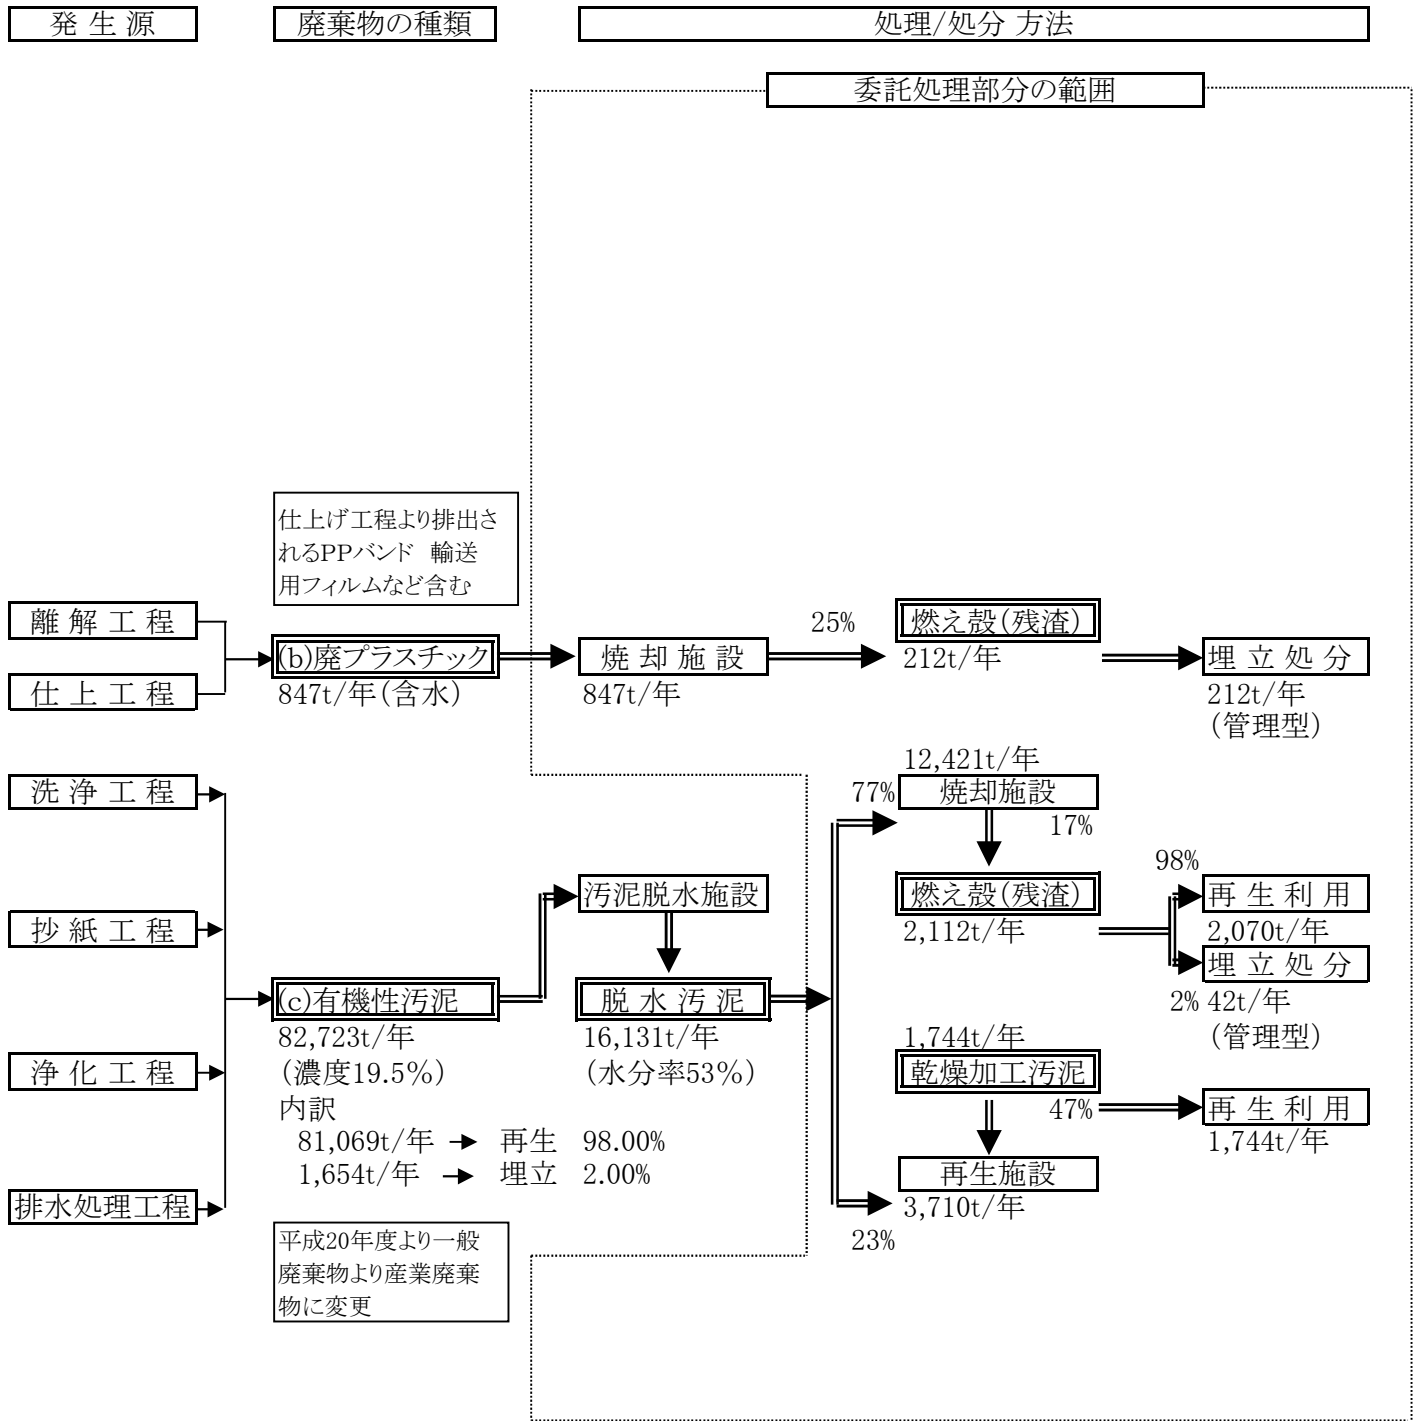 発 生 源
廃棄物の種類
処理/処分 方法
委託処理部分の範囲
仕上げ工程より排出さ
れるPPバンド 輸送
用フィルムなど含む
離 解 工 程
仕 上 工 程
(b)廃プラスチック
847t/年(含水)
焼 却 施 設
847t/年
25%
燃え殻(残渣)
212t/年
埋 立 処 分
212t/年
(管理型)
洗 浄 工 程
抄 紙 工 程
浄 化 工 程
排水処理工程
(c)有機性汚泥
82,723t/年
(濃度19.5%)
内訳
81,069t/年 → 再生 98.00%
1,654t/年 → 埋立 2.00%
平成20年度より一般
廃棄物より産業廃棄
物に変更
汚泥脱水施設
脱 水 汚 泥
16,131t/年
(水分率53%)
12,421t/年
77%
焼却施設
17%
燃え殻(残渣)
2,112t/年
98%
再 生 利 用
2,070t/年
埋 立 処 分
2% 42t/年
(管理型)
1,744t/年
乾燥加工汚泥
47%
再 生 利 用
1,744t/年
再生施設
3,710t/年
23%